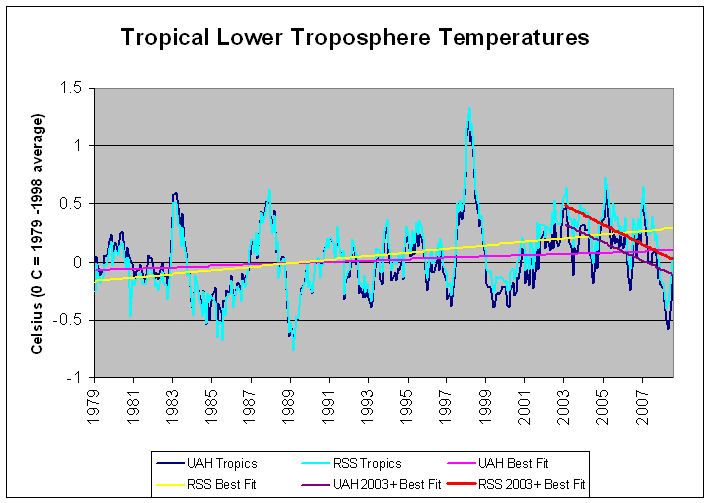 Tropical Lower Troposphere Temperatures
Celsius (0 C = 1979 -1998 average)
1.5
1
0.5
0
-0.5
-1
1979 1981 1983 1985 1987 1989 1991 1993 1995 1997 1999 2001 2003 2005 2007
UAH Tropics RSS Tropics UAH Best Fit
RSS Best Fit UAH 2003+ Best Fit RSS 2003+ Best Fit